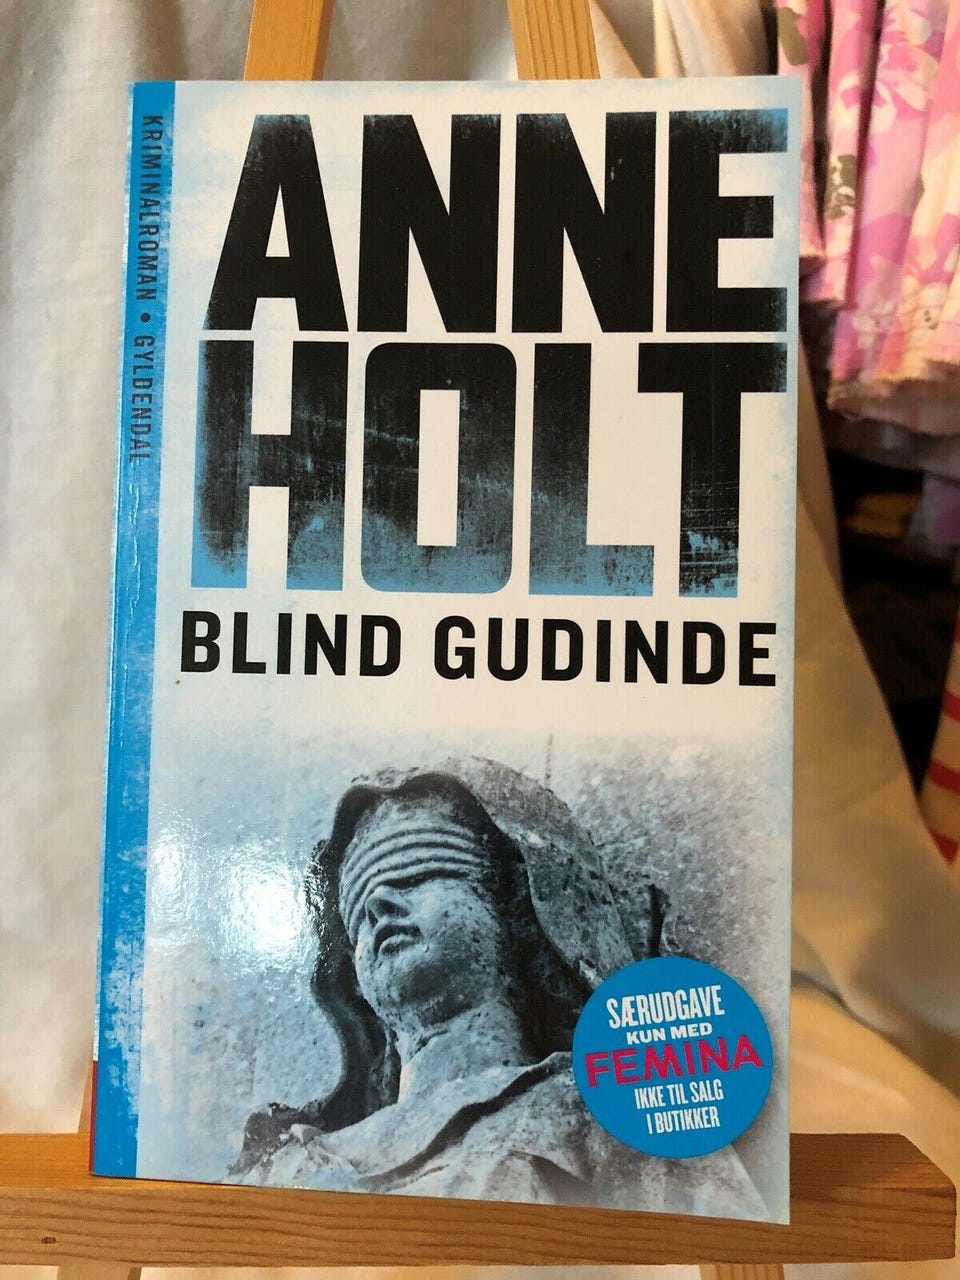 KRIMINALROMAN • GYLDENDAL
ANNE
HOLT
BLIND GUDINDE
SÆRUDGAVE
KUN MED
FEMINA
IKKE TIL SALG
I BUTIKKER